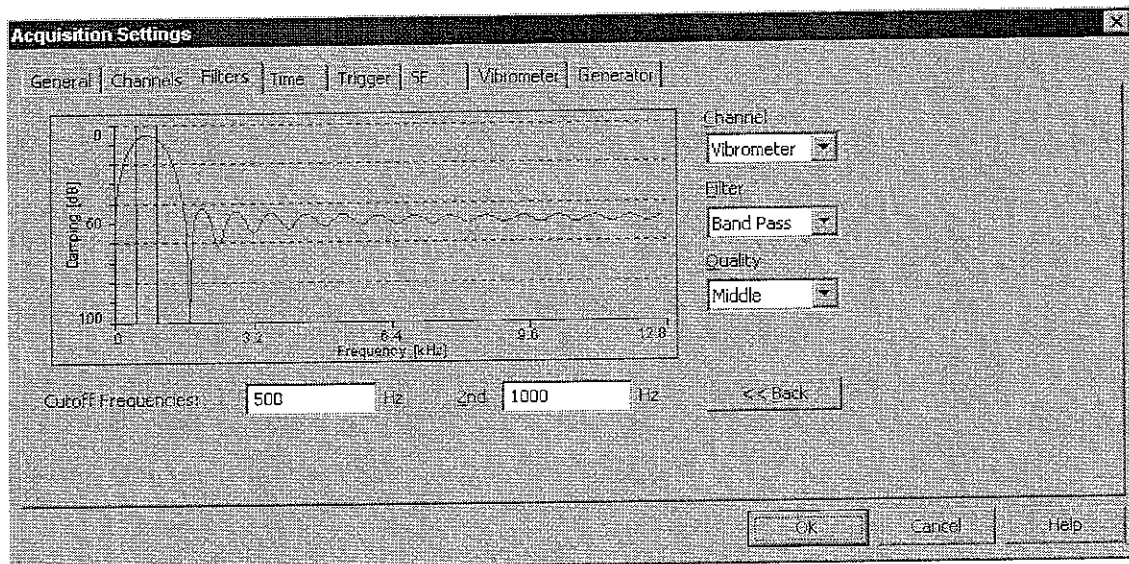 Acquisition Settings
General Channels Filters Time Trigger SE Vibrometer Generator
Channel
Vibrometer
Filter
Band Pass
Quality
Middle
Damping [dB]
0
50
100
0 3.2 6.4 9.6 12.8
Frequency [kHz]
Cutoff Frequencies: 500 Hz 2nd 1000 Hz
<< Back
OK Cancel Help